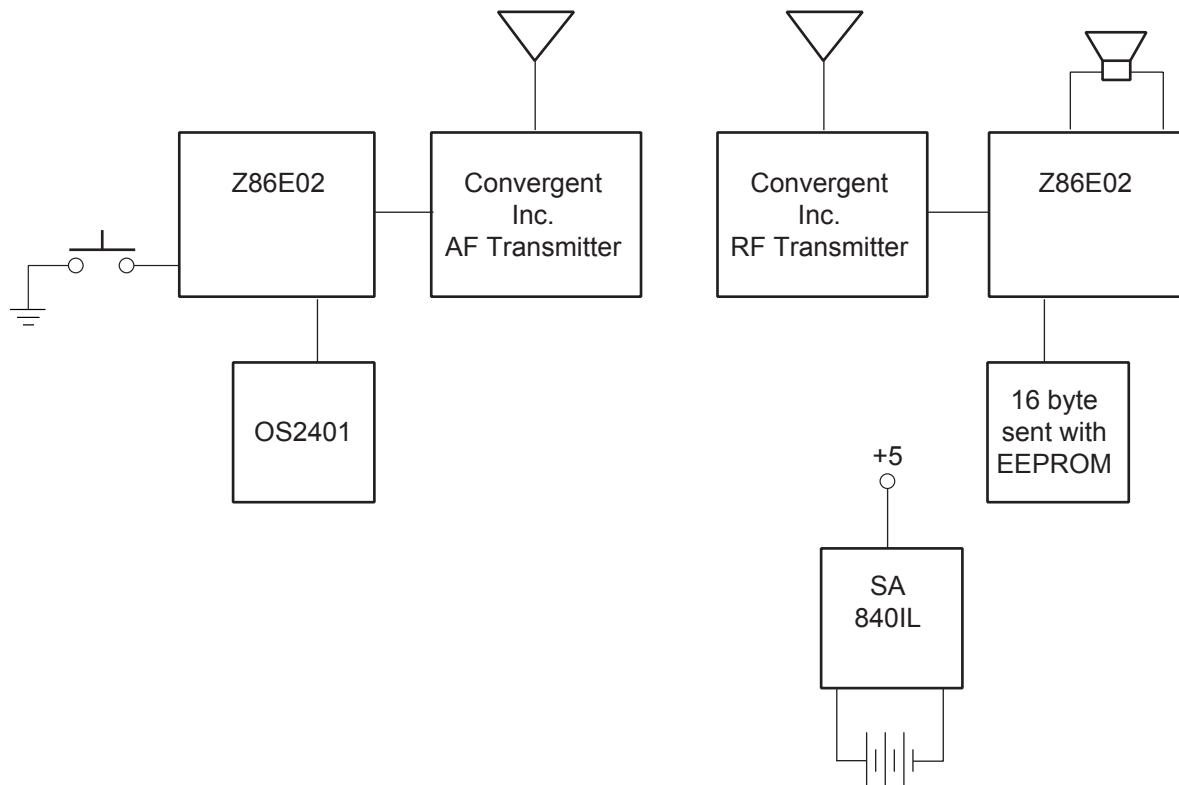 Z86E02
Convergent
Inc.
AF Transmitter
Convergent
Inc.
RF Transmitter
Z86E02
OS2401
16 byte
sent with
EEPROM
+5
SA
840IL